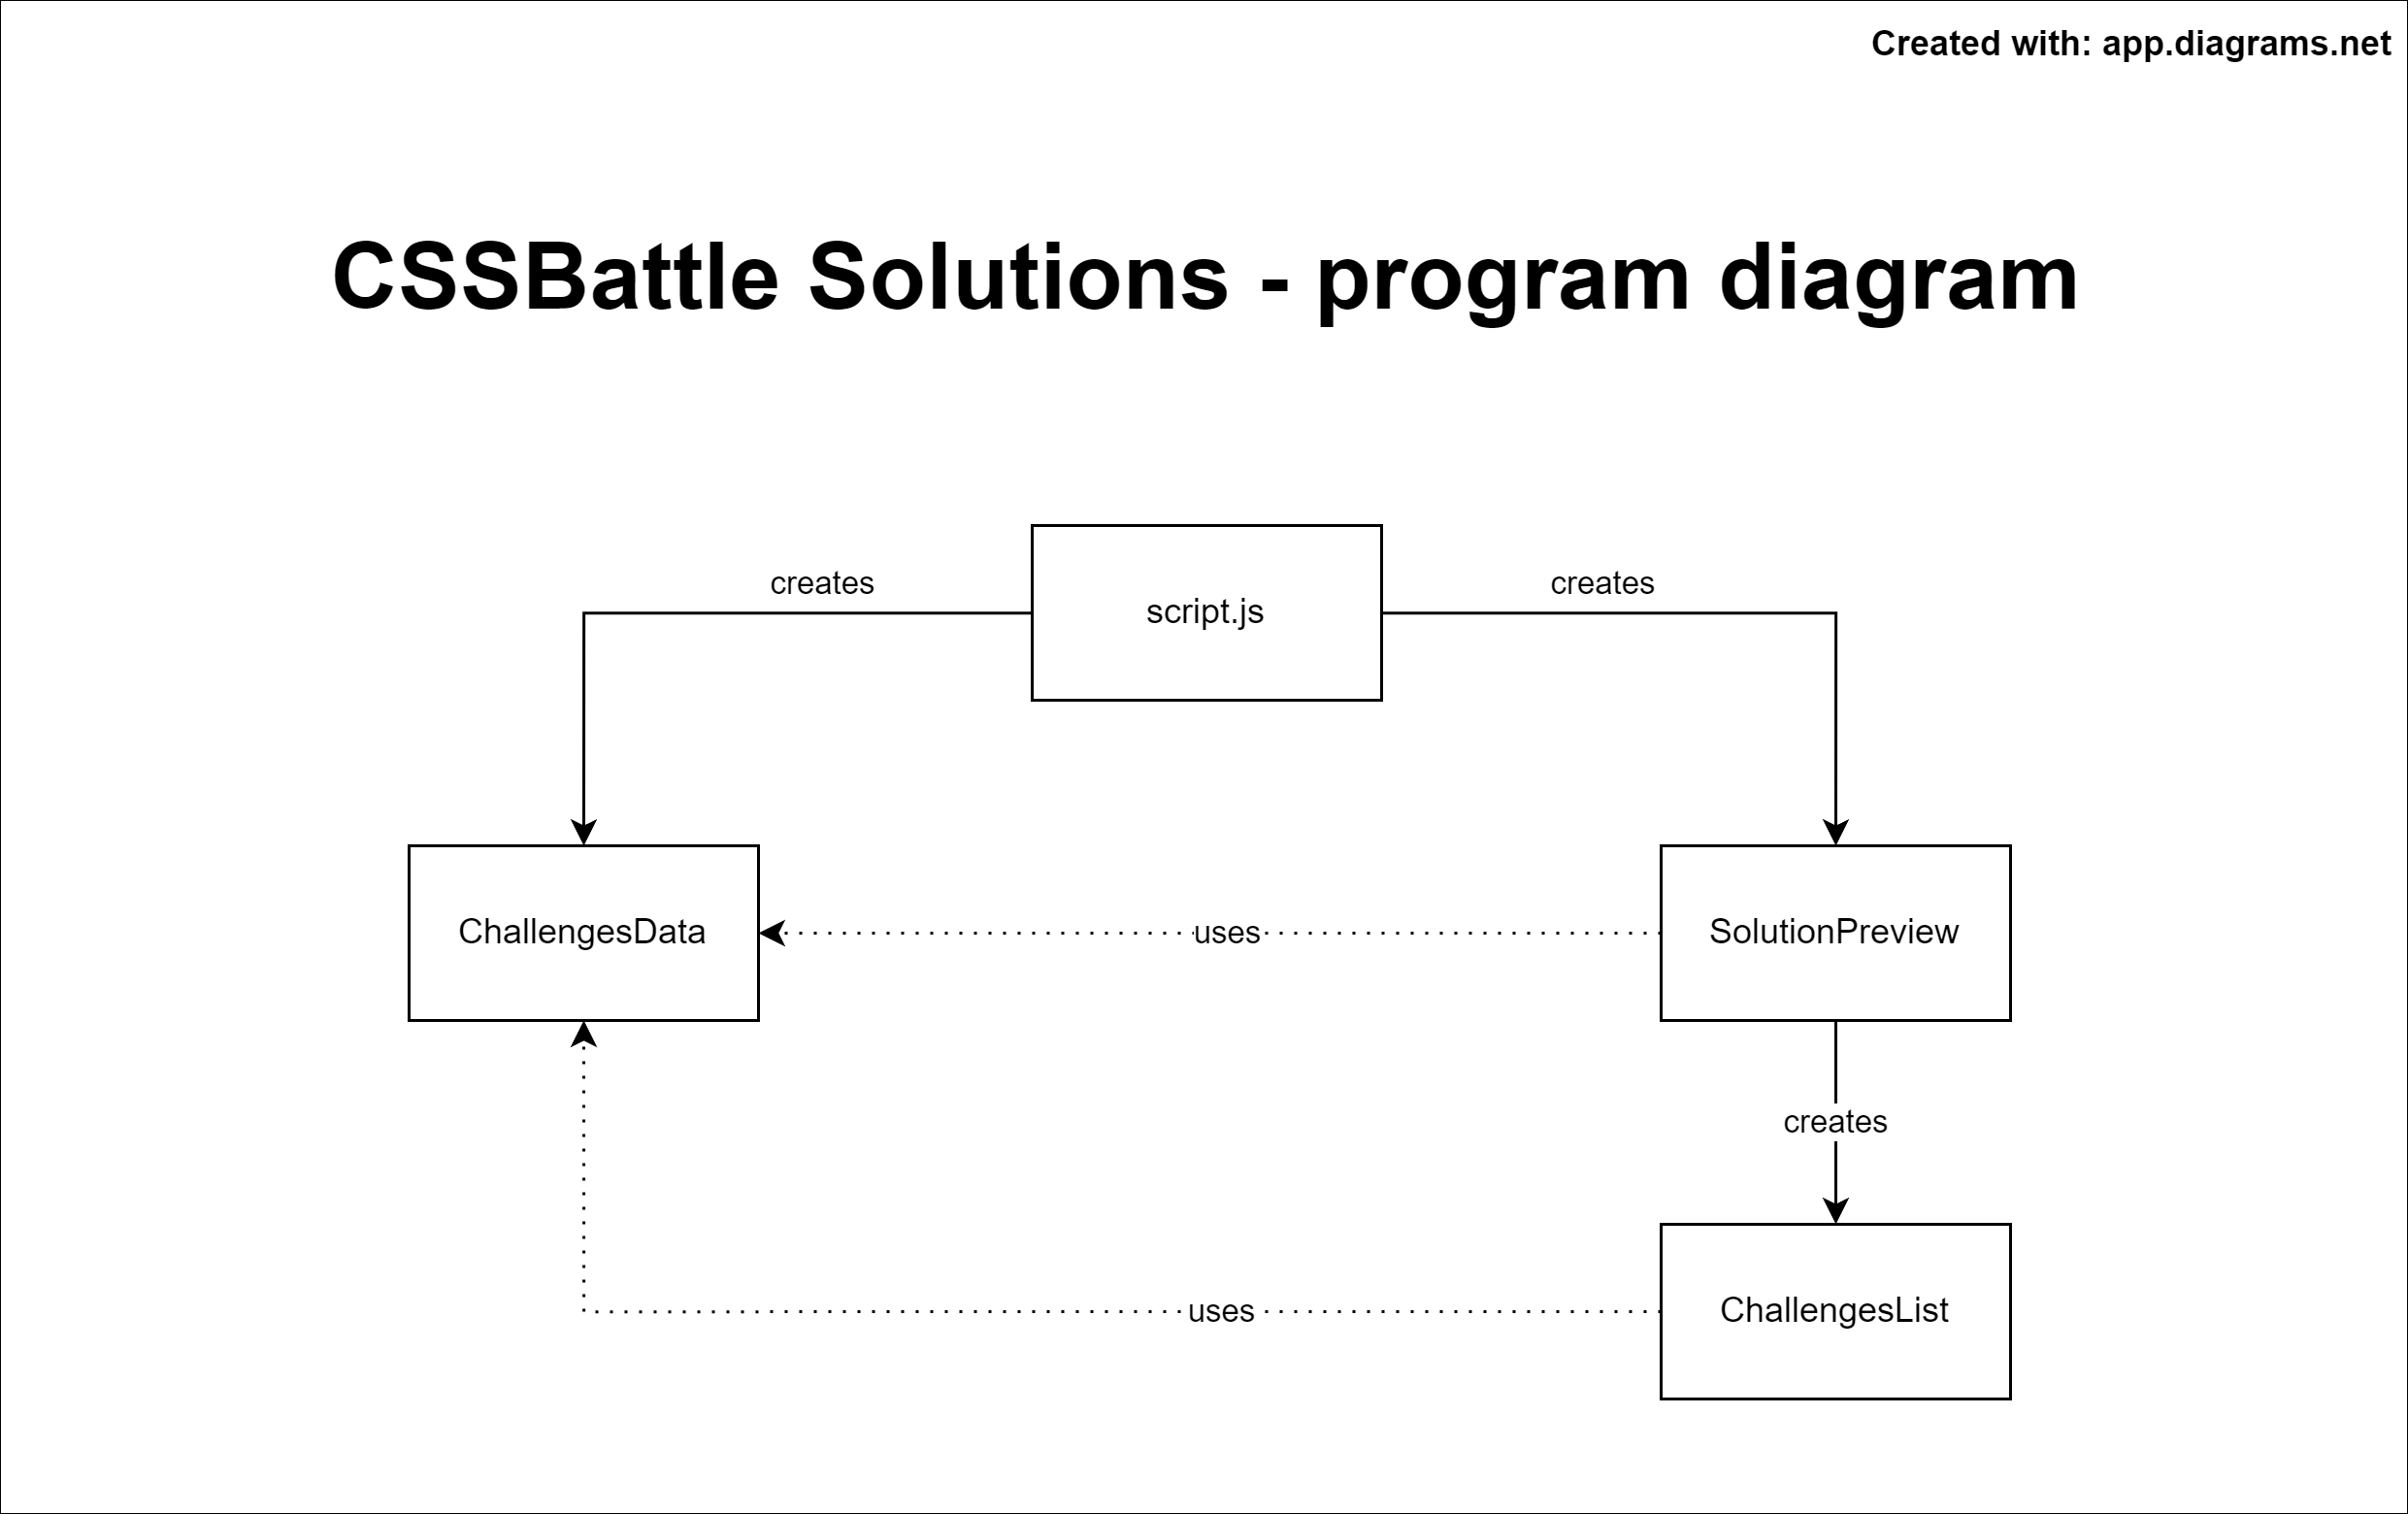 Created with: app.diagrams.net
CSSBattle Solutions - program diagram
script.js
creates
creates
ChallengesData
uses
SolutionPreview
creates
uses
ChallengesList